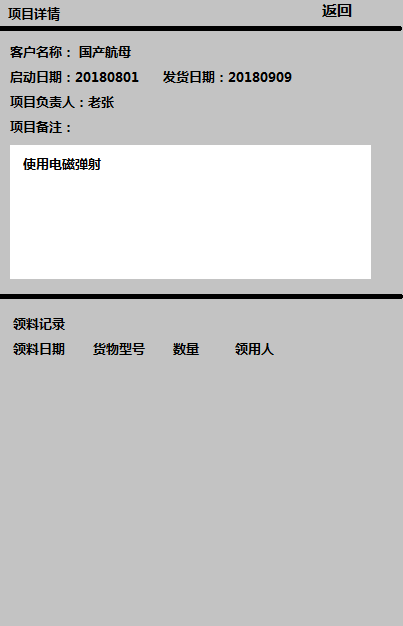 项目详情 返回
客户名称： 国产航母
启动日期：20180801 发货日期：20180909
项目负责人：老张
项目备注：
使用电磁弹射
领料记录
领料日期 货物型号 数量 领用人